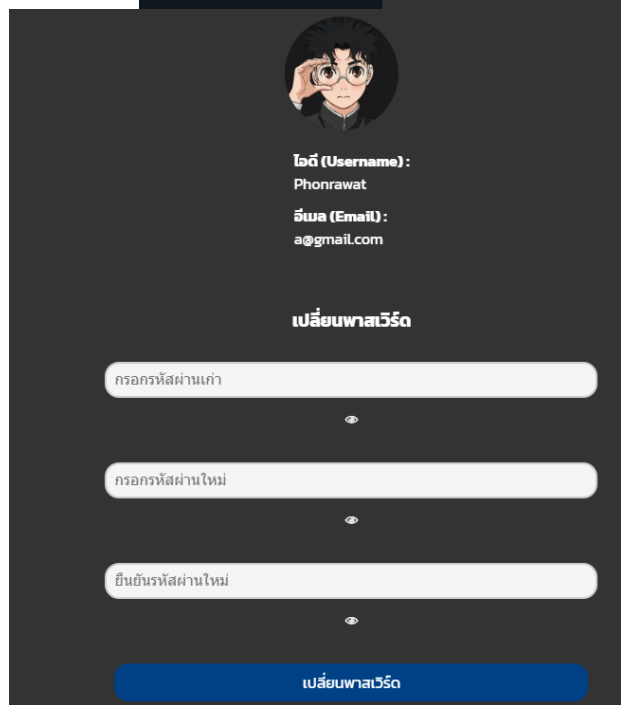 ไอดี (Username) :
Phonrawat
อีเมล (Email) :
a@gmail.com
เปลี่ยนพาสเวิร์ด
กรอกรหัสผ่านเก่า
กรอกรหัสผ่านใหม่
ยืนยันรหัสผ่านใหม่
เปลี่ยนพาสเวิร์ด